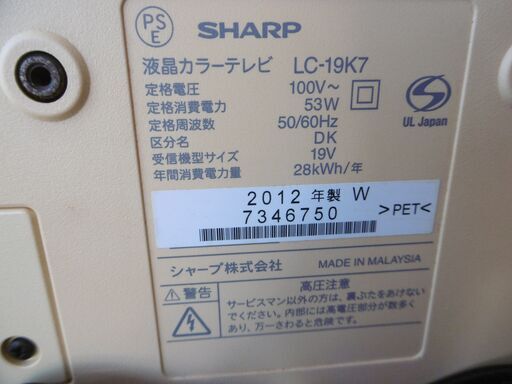 PS
E
SHARP
液晶カラーテレビ LC-19K7
定格電圧 100V～
定格消費電力 53W
定格周波数 50/60Hz
区分名 DK
受信機型サイズ 19V
年間消費電力量 28kWh/年
S
UL Japan
2012 年製 W
7346750
>PET<
シャープ株式会社 MADE IN MALAYSIA
警告
高圧注意
サービスマン以外の方は、裏ぶたをあけない
でください。内部には高電圧部分が数多く
あり、万一さわると危険です。